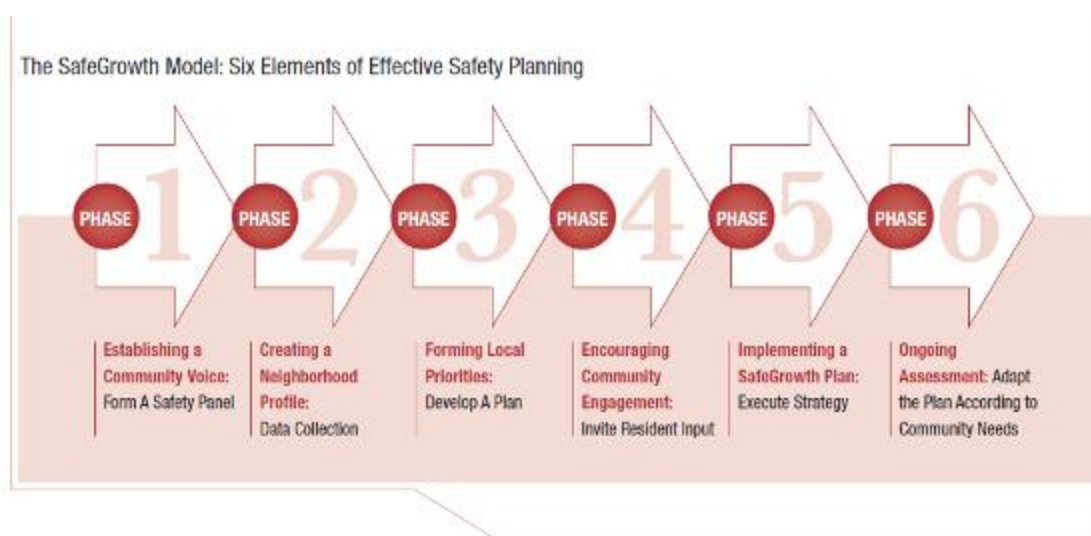 The SafeGrowth Model: Six Elements of Effective Safety Planning
PHASE 1
PHASE 2
PHASE 3
PHASE 4
PHASE 5
PHASE 6
Establishing a
Community Voice:
Form A Safety Panel
Creating a
Neighborhood
Profile:
Data Collection
Forming Local
Priorities:
Develop A Plan
Encouraging
Community
Engagement:
Invite Resident Input
Implementing a
SafeGrowth Plan:
Execute Strategy
Ongoing
Assessment: Adapt
the Plan According to
Community Needs